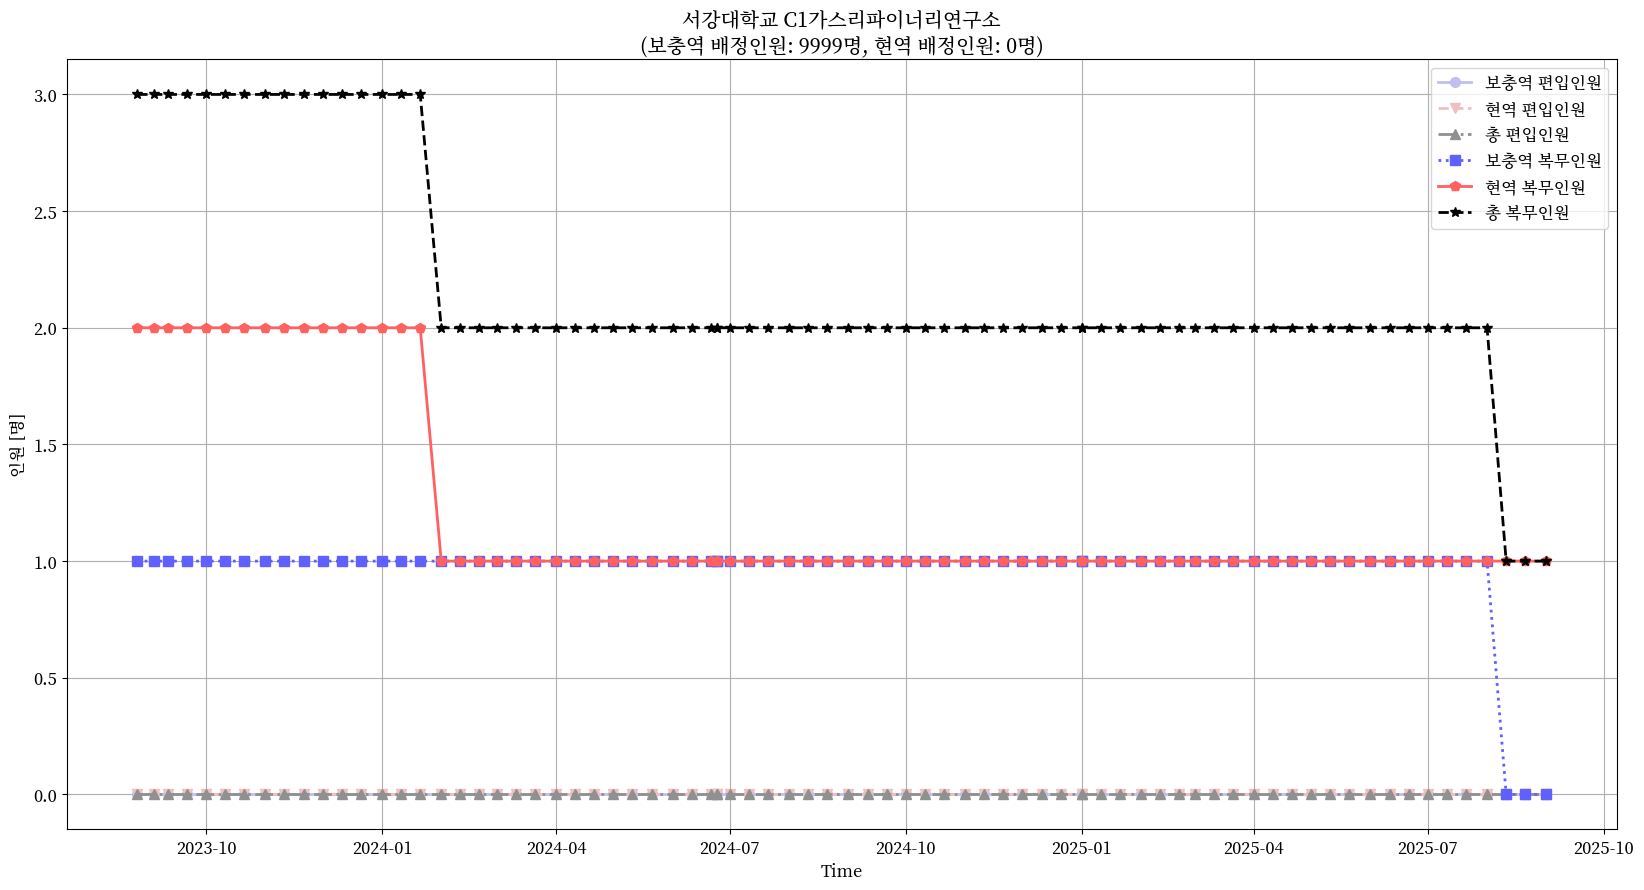 서강대학교 C1가스리파이너리연구소
(보충역 배정인원: 9999명, 현역 배정인원: 0명)
보충역 편입인원
현역 편입인원
총 편입인원
보충역 복무인원
현역 복무인원
총 복무인원
인원 [명]
3.0
2.5
2.0
1.5
1.0
0.5
0.0
2023-10
2024-01
2024-04
2024-07
2024-10
2025-01
2025-04
2025-07
2025-10
Time